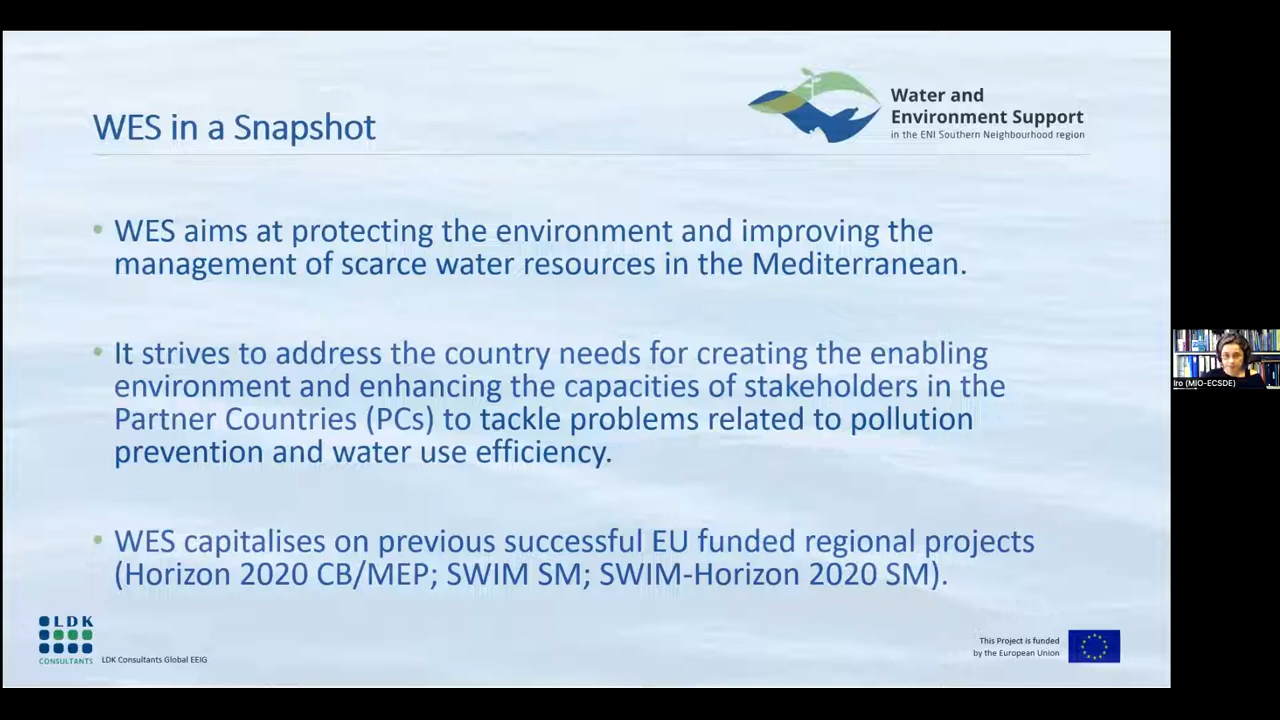 WES in a Snapshot
Water and
Environment Support
in the ENI Southern Neighbourhood region
• WES aims at protecting the environment and improving the
management of scarce water resources in the Mediterranean.
• It strives to address the country needs for creating the enabling
environment and enhancing the capacities of stakeholders in the
Partner Countries (PCs) to tackle problems related to pollution
prevention and water use efficiency.
• WES capitalises on previous successful EU funded regional projects
(Horizon 2020 CB/MEP; SWIM SM; SWIM-Horizon 2020 SM).
LDK
CONSULTANTS
LDK Consultants Global EEIG
This Project is funded
by the European Union
Iro (MIO-ECSDE)